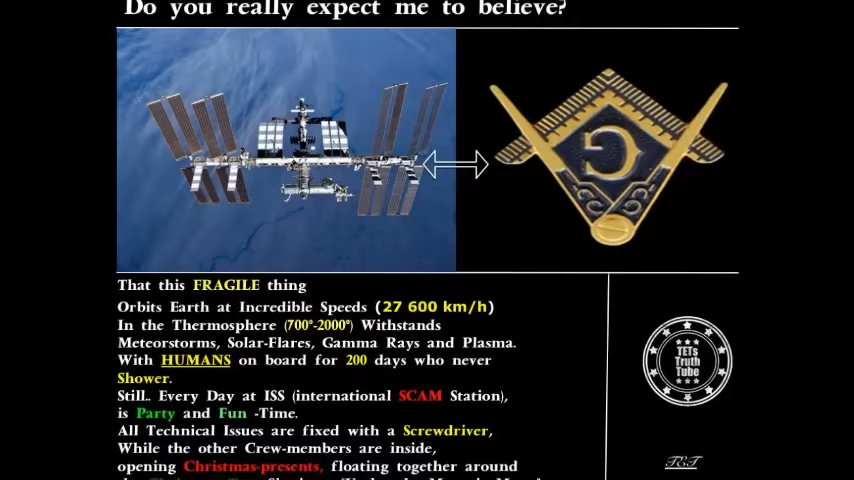 Do you really expect me to believe?
That this FRAGILE thing
Orbits Earth at Incredible Speeds (27 600 km/h)
In the Thermosphere (700°-2000°) Withstands
Meteorstorms, Solar-Flares, Gamma Rays and Plasma.
With HUMANS on board for 200 days who never
Shower.
Still.. Every Day at ISS (international SCAM Station),
is Party and Fun -Time.
All Technical Issues are fixed with a Screwdriver,
While the other Crew-members are inside,
opening Christmas-presents, floating together around
TETs
Truth
Tube
TET